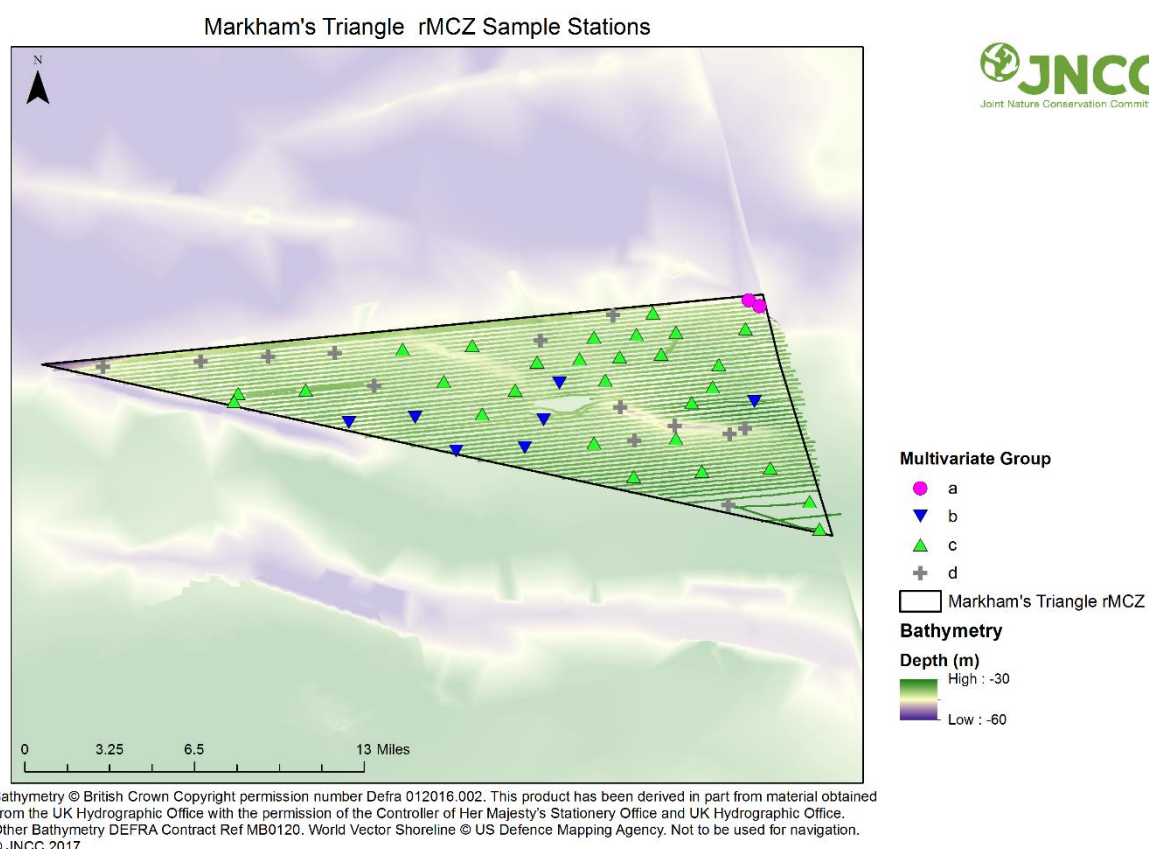 Markham's Triangle rMCZ Sample Stations
N
JNCC
Joint Nature Conservation Committ
Multivariate Group
a
b
c
d
Markham's Triangle rMCZ
Bathymetry
Depth (m)
High : -30
Low : -60
0 3.25 6.5 13 Miles
Bathymetry © British Crown Copyright permission number Defra 012016.002. This product has been derived in part from material obtained
from the UK Hydrographic Office with the permission of the Controller of Her Majesty's Stationery Office and UK Hydrographic Office.
Other Bathymetry DEFRA Contract Ref MB0120. World Vector Shoreline © US Defence Mapping Agency. Not to be used for navigation.
© JNCC 2017